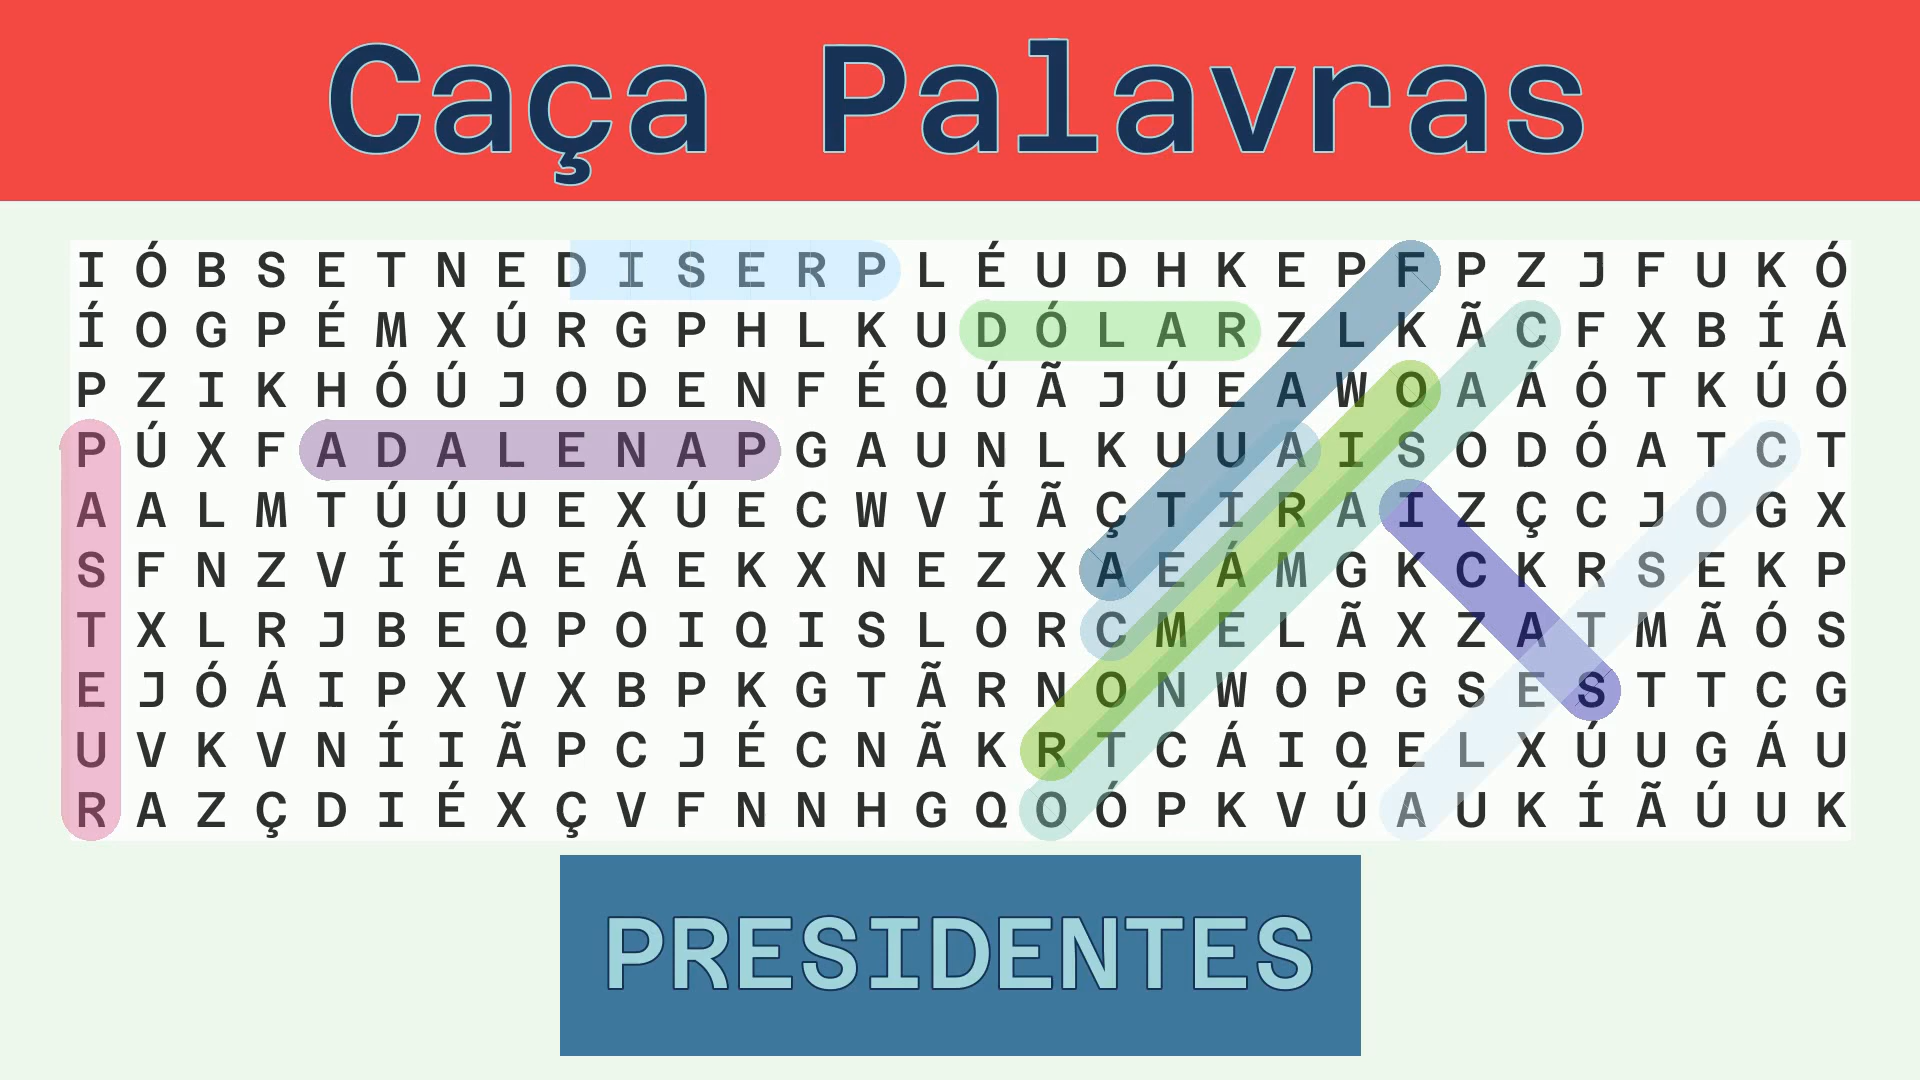 Caça Palavras
I Ó B S E T N E D I S E R P L É U D H K E P F P Z J F U K Ó
Í O G P É M X Ú R G P H L K U D Ó L A R Z L K Ã C F X B Í Á
P Z I K H Ó Ú J O D E N F É Q Ú Ã J Ú E A W O A Á Ó T K Ú Ó
P Ú X F A D A L E N A P G A U N L K U U A I S O D Ó A T C T
A A L M T Ú Ú U E X Ú E C W V Í Ã Ç T I R A I Z Ç C J O G X
S F N Z V Í É A E Á E K X N E Z X A E Á M G K C K R S E K P
T X L R J B E Q P O I Q I S L O R C M E L Ã X Z A T M Ã Ó S
E J Ó Á I P X V X B P K G T Ã R N O N W O P G S E S T T C G
U V K V N Í I Ã P C J É C N Ã K R T C Á I Q E L X Ú U G Á U
R A Z Ç D I É X Ç V F N N H G Q O Ó P K V Ú A U K Í Ã Ú U K
PRESIDENTES